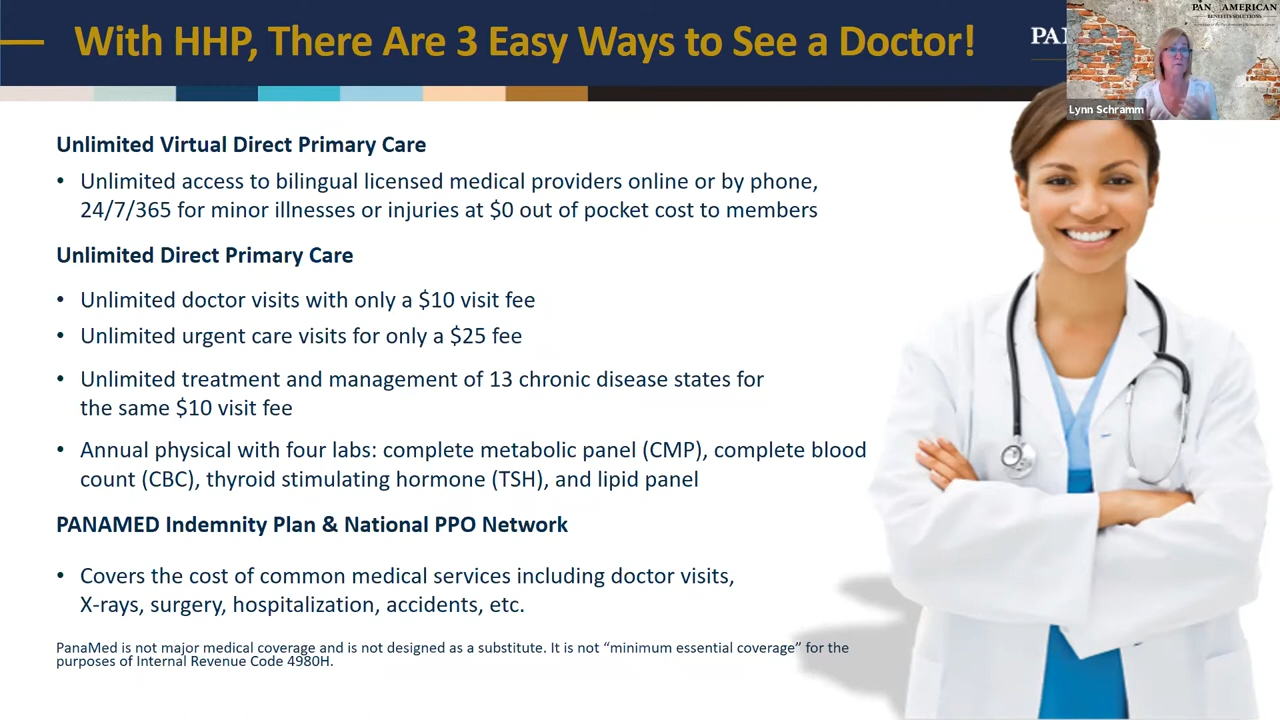 With HHP, There Are 3 Easy Ways to See a Doctor!
PA
PAN AMERICAN
BENEFITS SOLUTIONS
Lynn Schramm
Unlimited Virtual Direct Primary Care
• Unlimited access to bilingual licensed medical providers online or by phone,
24/7/365 for minor illnesses or injuries at $0 out of pocket cost to members
Unlimited Direct Primary Care
• Unlimited doctor visits with only a $10 visit fee
• Unlimited urgent care visits for only a $25 fee
• Unlimited treatment and management of 13 chronic disease states for
the same $10 visit fee
• Annual physical with four labs: complete metabolic panel (CMP), complete blood
count (CBC), thyroid stimulating hormone (TSH), and lipid panel
PANAMED Indemnity Plan & National PPO Network
• Covers the cost of common medical services including doctor visits,
X-rays, surgery, hospitalization, accidents, etc.
PanaMed is not major medical coverage and is not designed as a substitute. It is not “minimum essential coverage” for the
purposes of Internal Revenue Code 4980H.